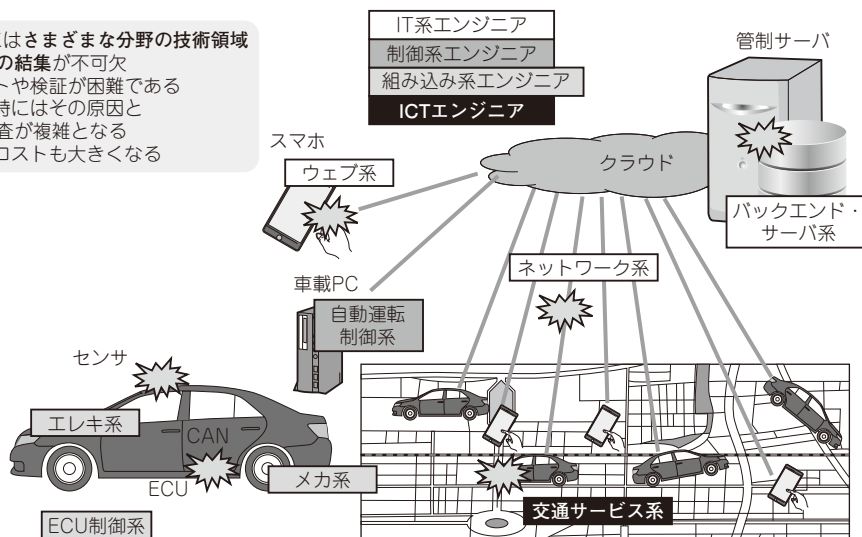 はさまざまな分野の技術領域
の結集が不可欠
トや検証が困難である
時にはその原因と
査が複雑となる
コストも大きくなる
IT系エンジニア
制御系エンジニア
組み込み系エンジニア
ICTエンジニア
管制サーバ
スマホ
ウェブ系
クラウド
バックエンド・
サーバ系
ネットワーク系
車載PC
自動運転
制御系
センサ
エレキ系
CAN
ECU
メカ系
交通サービス系
ECU制御系